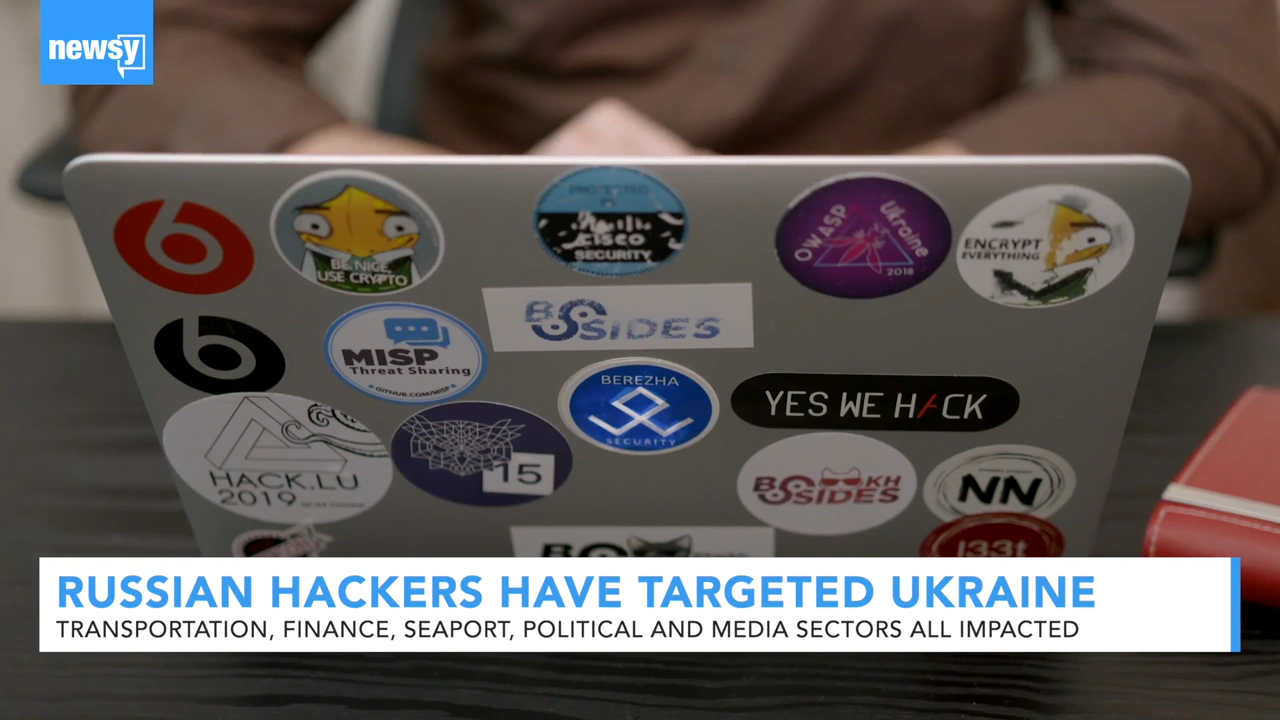 newsy
BE NICE,
USE CRYPTO
PROTECTED
CISCO
SECURITY
OWASP
Ukraine
2018
ENCRYPT
EVERYTHING
BSIDES
MISP
Threat Sharing
GITHUB.COM/MISP
BEREZHA
SECURITY
YES WE HACK
HACK.LU
2019
15
BSIDES
KH
NN
l33t
RUSSIAN HACKERS HAVE TARGETED UKRAINE
TRANSPORTATION, FINANCE, SEAPORT, POLITICAL AND MEDIA SECTORS ALL IMPACTED